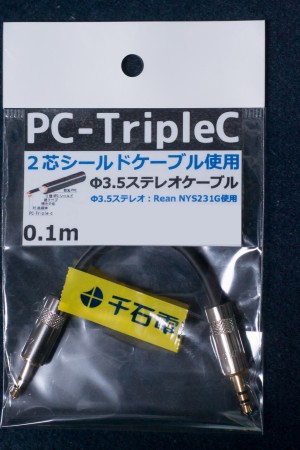 PC-TripleC
2芯シールドケーブル使用
Φ3.5ステレオケーブル
Φ3.5ステレオ：Rean NYS231G使用
PC-Triple-C
0.1m
千石電